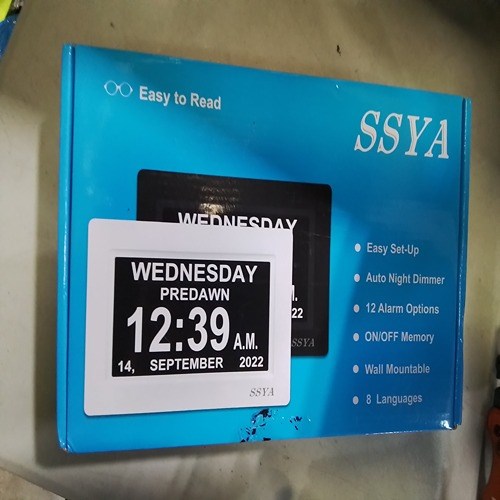 Easy to Read
SSYA
WEDNESDAY
M.
22
SSYA
WEDNESDAY
PREDAWN
12:39 A.M.
14, SEPTEMBER 2022
SSYA
Easy Set-Up
Auto Night Dimmer
12 Alarm Options
ON/OFF Memory
Wall Mountable
8 Languages